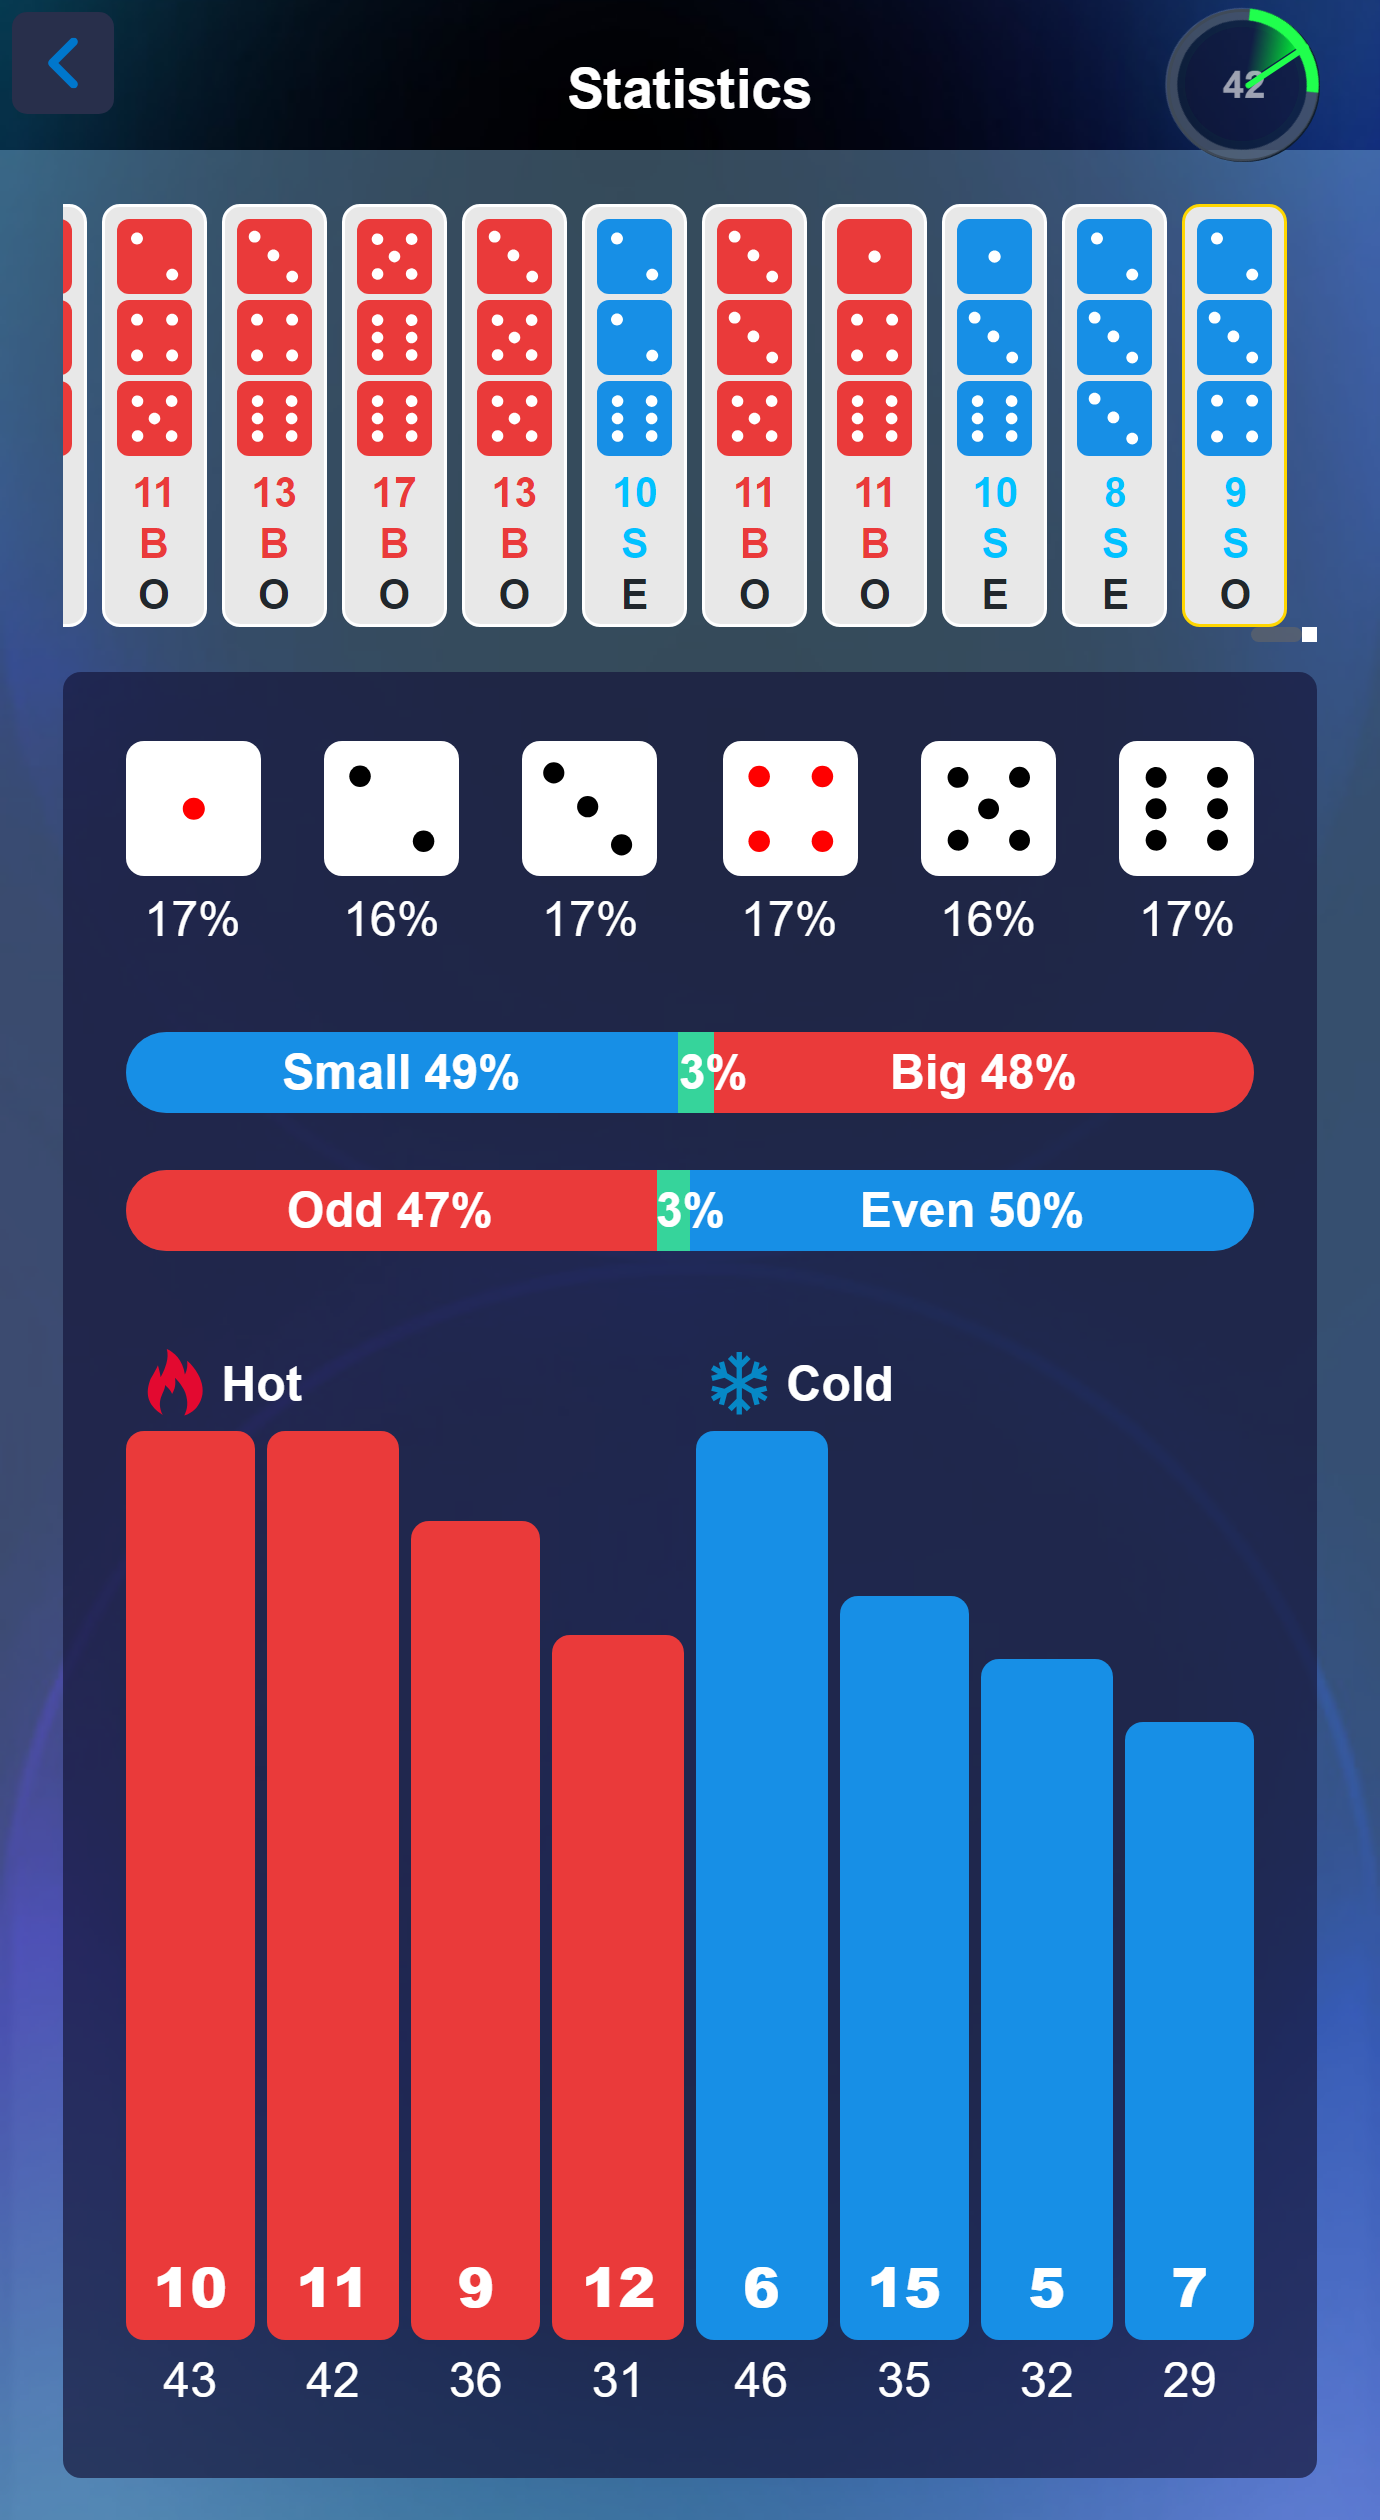 Statistics
42
11 13 17 13 10 11 11 10 8 9
B B B B S B B S S S
O O O O E O O E E O
17% 16% 17% 17% 16% 17%
Small 49% 3% Big 48%
Odd 47% 3% Even 50%
Hot Cold
10 11 9 12 6 15 5 7
43 42 36 31 46 35 32 29